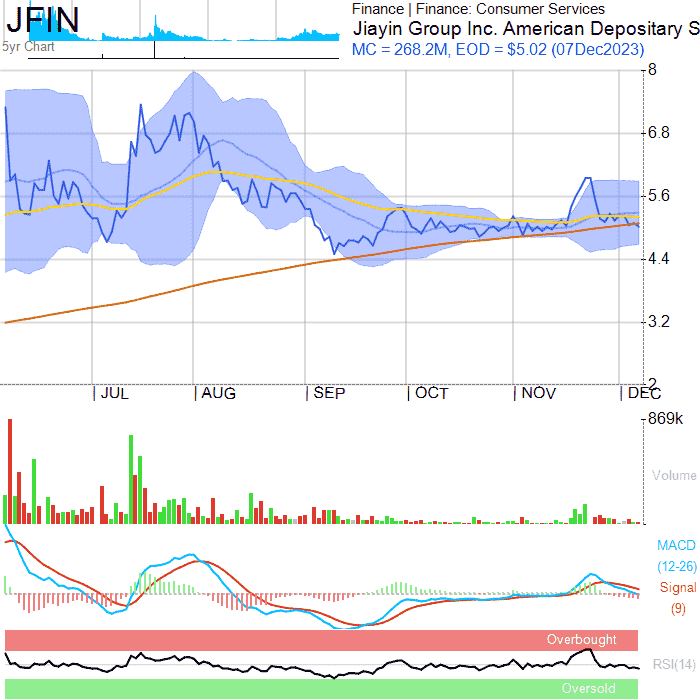 JFIN
5yr Chart
Finance | Finance: Consumer Services
Jiayin Group Inc. American Depositary S
MC = 268.2M, EOD = $5.02 (07Dec2023)
8
6.8
5.6
4.4
3.2
2
JUL AUG SEP OCT NOV DEC
869k
Volume
MACD
(12-26)
Signal
(9)
Overbought
RSI(14)
Oversold